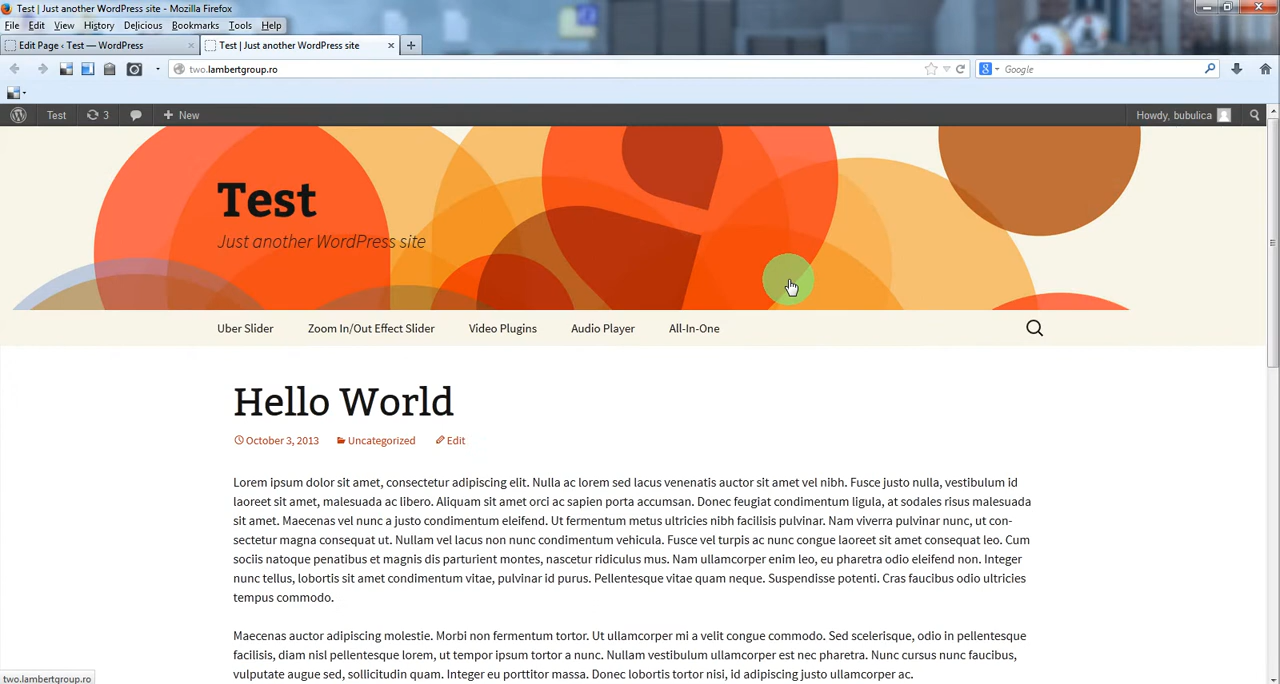 Test | Just another WordPress site - Mozilla Firefox
File Edit View History Delicious Bookmarks Tools Help
Edit Page ‹ Test — WordPress × Test | Just another WordPress site × +
two.lambertgroup.ro Google
Test 3 + New Howdy, bubulica
Test
Just another WordPress site
Uber Slider Zoom In/Out Effect Slider Video Plugins Audio Player All-In-One
Hello World
October 3, 2013 Uncategorized Edit
Lorem ipsum dolor sit amet, consectetur adipiscing elit. Nulla ac lorem sed lacus venenatis auctor sit amet vel nibh. Fusce justo nulla, vestibulum id
laoreet sit amet, malesuada ac libero. Aliquam sit amet orci ac sapien porta accumsan. Donec feugiat condimentum ligula, at sodales risus malesuada
sit amet. Maecenas vel nunc a justo condimentum eleifend. Ut fermentum metus ultricies nibh facilisis pulvinar. Nam viverra pulvinar nunc, ut con-
sectetur magna consequat ut. Nullam vel lacus non nunc condimentum vehicula. Fusce vel turpis ac nunc congue laoreet sit amet consequat leo. Cum
sociis natoque penatibus et magnis dis parturient montes, nascetur ridiculus mus. Nam ullamcorper enim leo, eu pharetra odio eleifend non. Integer
nunc tellus, lobortis sit amet condimentum vitae, pulvinar id purus. Pellentesque vitae quam neque. Suspendisse potenti. Cras faucibus odio ultricies
tempus commodo.
Maecenas auctor adipiscing molestie. Morbi non fermentum tortor. Ut ullamcorper mi a velit congue commodo. Sed scelerisque, odio in pellentesque
facilisis, diam nisl pellentesque lorem, ut tempor ipsum tortor a nunc. Nullam vestibulum ullamcorper est nec pharetra. Nunc cursus nunc faucibus,
vulputate augue sed, sollicitudin quam. Integer eu porttitor massa. Donec lobortis tortor nisi, id adipiscing justo ullamcorper ac.
two.lambertgroup.ro